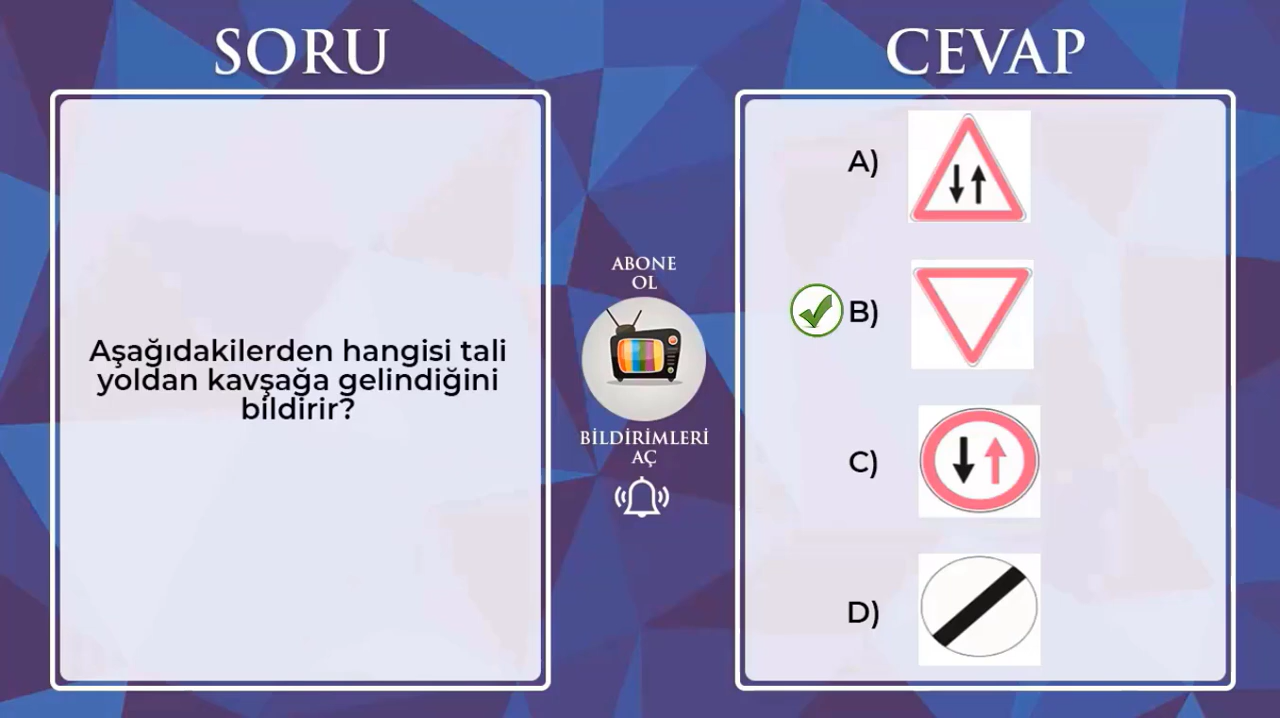 SORU
CEVAP
Aşağıdakilerden hangisi tali
yoldan kavşağa gelindiğini
bildirir?
ABONE
OL
BİLDİRİMLERİ
AÇ
A)
B)
C)
D)